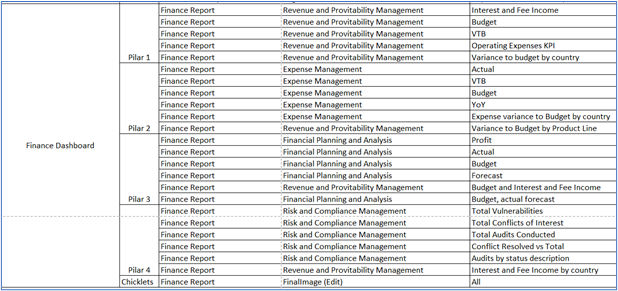 Finance Report Revenue and Provitability Management Interest and Fee Income
Finance Report Revenue and Provitability Management Budget
Finance Report Revenue and Provitability Management VTB
Finance Report Revenue and Provitability Management Operating Expenses KPI
Pilar 1 Finance Report Revenue and Provitability Management Variance to budget by country
Finance Report Expense Management Actual
Finance Report Expense Management VTB
Finance Report Expense Management Budget
Finance Report Expense Management YoY
Finance Report Expense Management Expense variance to Budget by country
Pilar 2 Finance Report Revenue and Provitability Management Variance to Budget by Product Line
Finance Dashboard Finance Report Financial Planning and Analysis Profit
Finance Report Financial Planning and Analysis Actual
Finance Report Financial Planning and Analysis Budget
Finance Report Financial Planning and Analysis Forecast
Finance Report Revenue and Provitability Management Budget and Interest and Fee Income
Pilar 3 Finance Report Financial Planning and Analysis Budget, actual forecast
Finance Report Risk and Compliance Management Total Vulnerabilities
Finance Report Risk and Compliance Management Total Conflicts of Interest
Finance Report Risk and Compliance Management Total Audits Conducted
Finance Report Risk and Compliance Management Conflict Resolved vs Total
Finance Report Risk and Compliance Management Audits by status description
Pilar 4 Finance Report Revenue and Provitability Management Interest and Fee Income by country
Chicklets Finance Report FinalImage (Edit) All